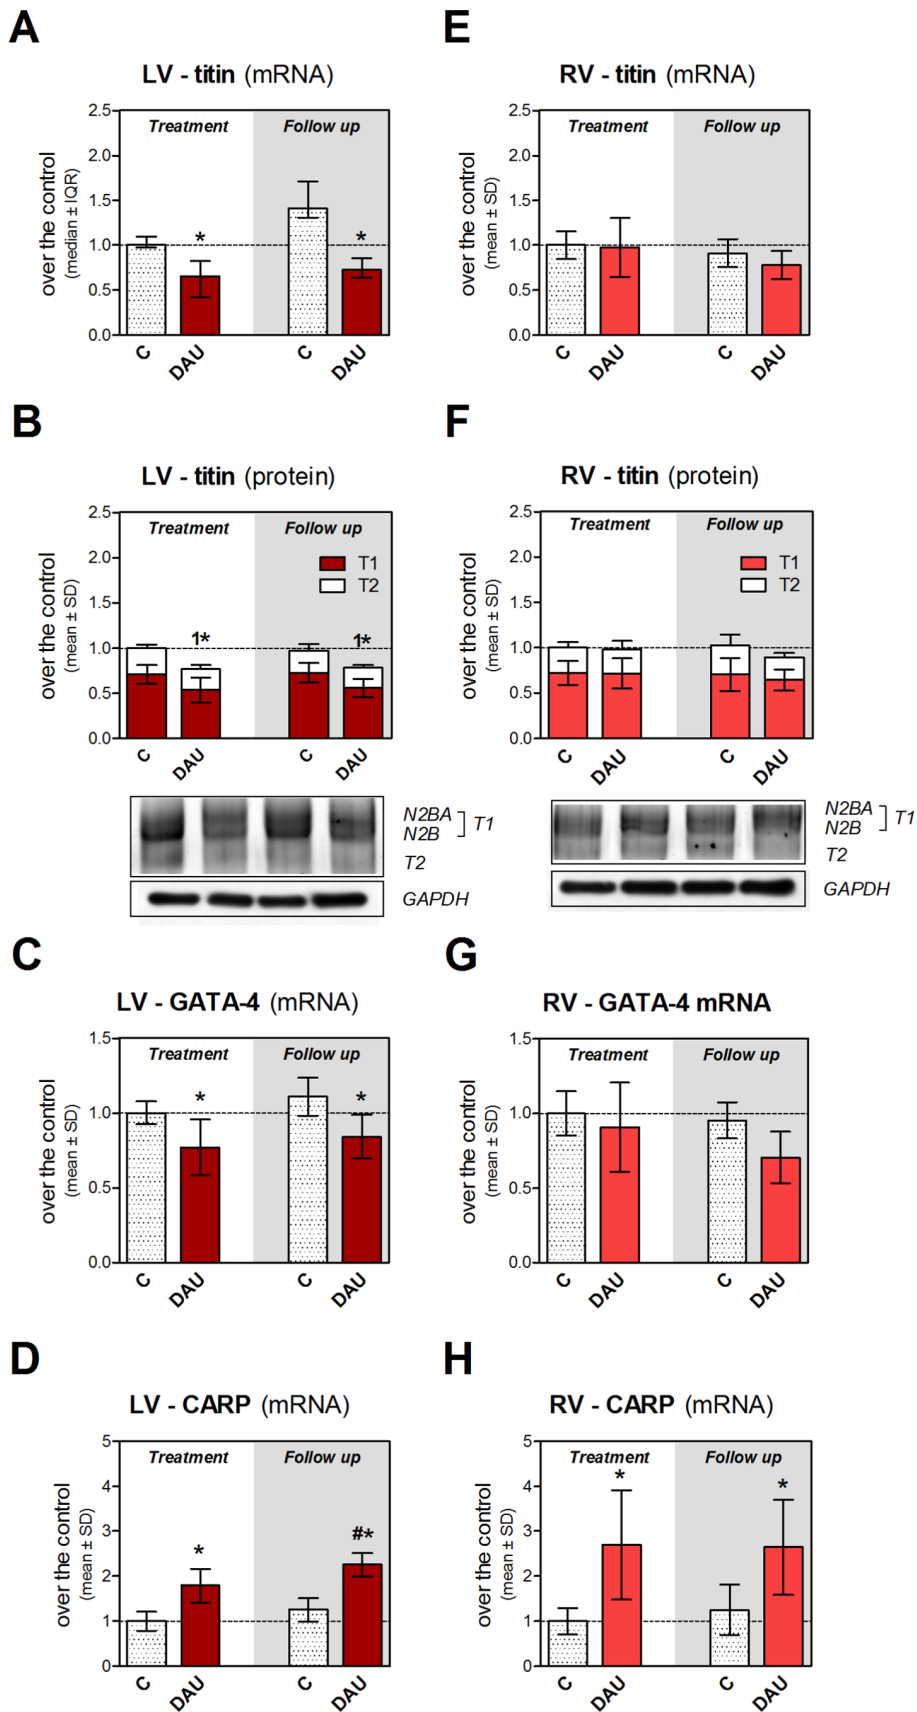 A
LV - titin (mRNA)
over the control
(median ± IQR)
2.5
2.0
1.5
1.0
0.5
0.0
Treatment
Follow up
*
*
C
DAU
C
DAU
B
LV - titin (protein)
over the control
(mean ± SD)
2.5
2.0
1.5
1.0
0.5
0.0
Treatment
Follow up
T1
T2
1*
1*
C
DAU
C
DAU
N2BA
N2B
T1
T2
GAPDH
C
LV - GATA-4 (mRNA)
over the control
(mean ± SD)
1.5
1.0
0.5
0.0
Treatment
Follow up
*
*
C
DAU
C
DAU
D
LV - CARP (mRNA)
over the control
(mean ± SD)
5
4
3
2
1
0
Treatment
Follow up
*
#*
C
DAU
C
DAU
E
RV - titin (mRNA)
over the control
(mean ± SD)
2.5
2.0
1.5
1.0
0.5
0.0
Treatment
Follow up
C
DAU
C
DAU
F
RV - titin (protein)
over the control
(mean ± SD)
2.5
2.0
1.5
1.0
0.5
0.0
Treatment
Follow up
T1
T2
C
DAU
C
DAU
N2BA
N2B
T1
T2
GAPDH
G
RV - GATA-4 mRNA
over the control
(mean ± SD)
1.5
1.0
0.5
0.0
Treatment
Follow up
C
DAU
C
DAU
H
RV - CARP (mRNA)
over the control
(mean ± SD)
5
4
3
2
1
0
Treatment
Follow up
*
*
C
DAU
C
DAU